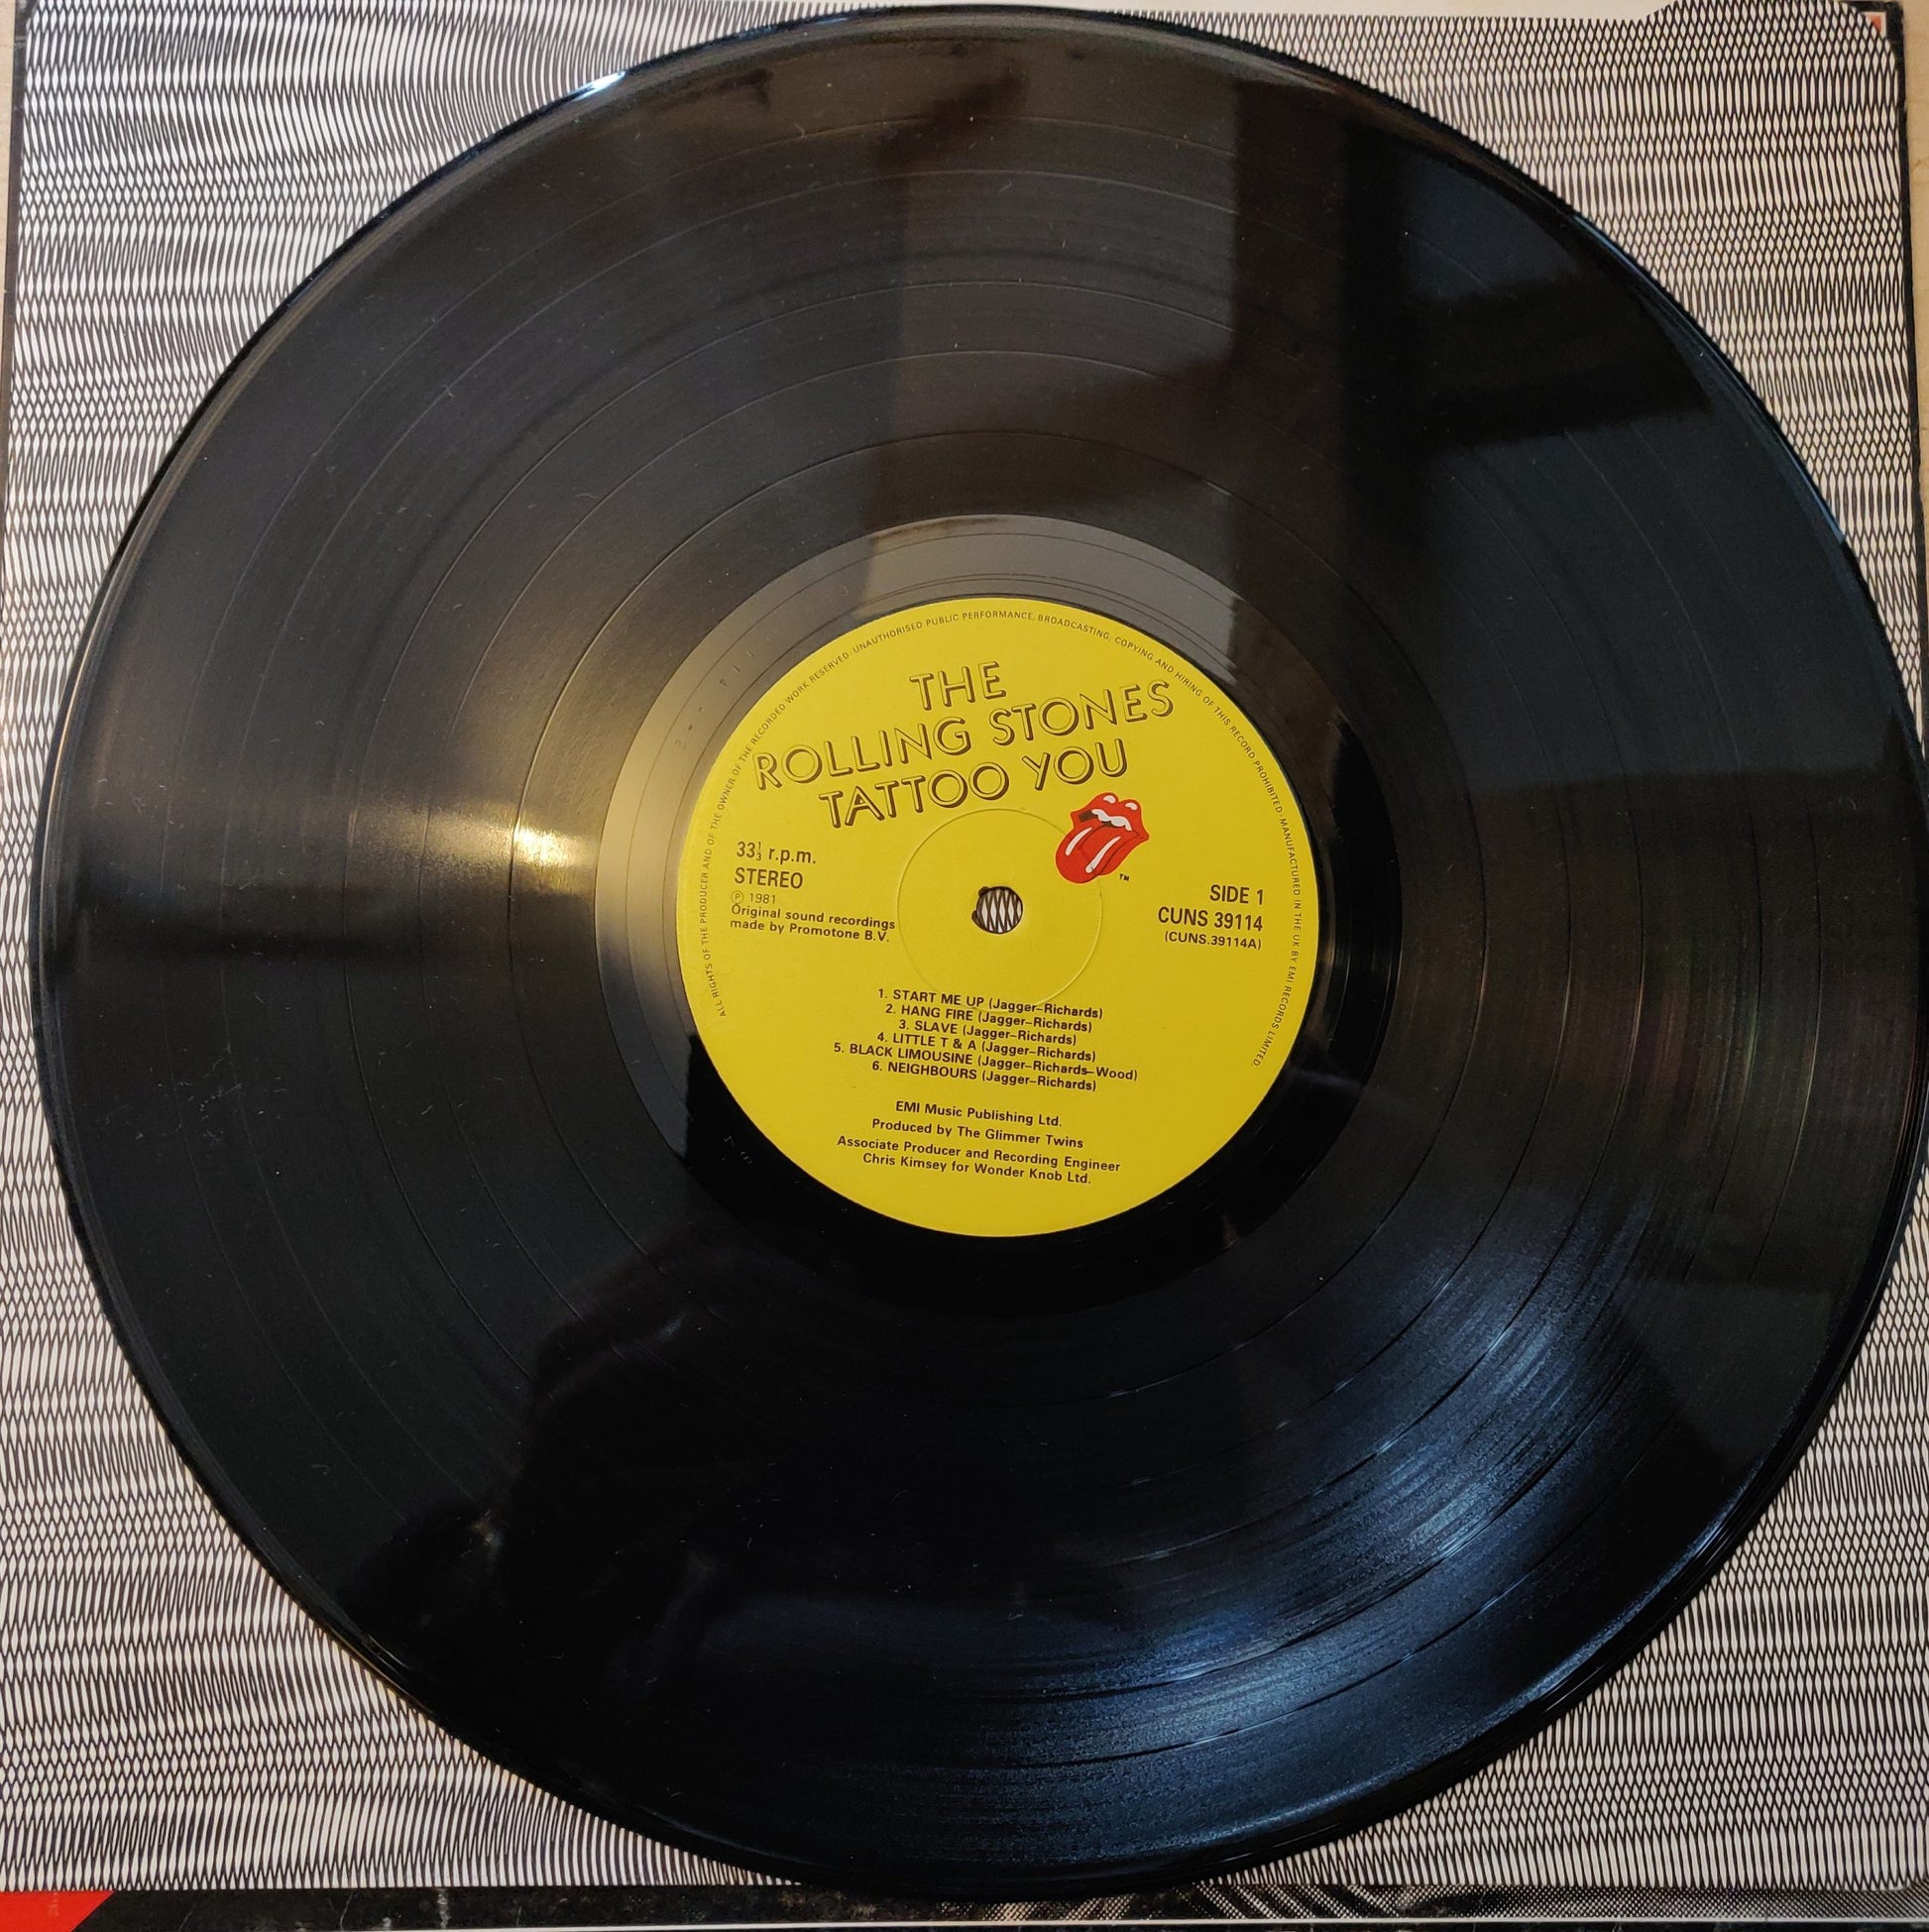 ALL RIGHTS OF THE PRODUCER AND OF THE OWNER OF THE RECORDED WORK RESERVED · UNAUTHORISED PUBLIC PERFORMANCE, BROADCASTING, COPYING AND HIRING OF THIS RECORD PROHIBITED · MANUFACTURED IN THE UK BY EMI RECORDS LIMITED.
THE
ROLLING STONES
TATTOO YOU
TM
33⅓ r.p.m.
STEREO
Ⓟ 1981
Original sound recordings
made by Promotone B.V.
SIDE 1
CUNS 39114
(CUNS.39114A)
1. START ME UP (Jagger–Richards)
2. HANG FIRE (Jagger–Richards)
3. SLAVE (Jagger–Richards)
4. LITTLE T & A (Jagger–Richards)
5. BLACK LIMOUSINE (Jagger–Richards–Wood)
6. NEIGHBOURS (Jagger–Richards)
EMI Music Publishing Ltd.
Produced by The Glimmer Twins
Associate Producer and Recording Engineer
Chris Kimsey for Wonder Knob Ltd.